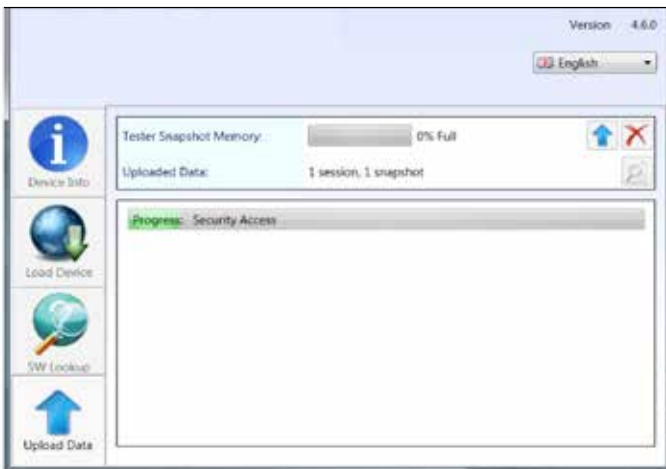 Version 4.6.0
English
Device Info
Tester Snapshot Memory: 0% Full
Uploaded Data: 1 session, 1 snapshot
Load Device
Progress: Security Access
SW Lookup
Upload Data